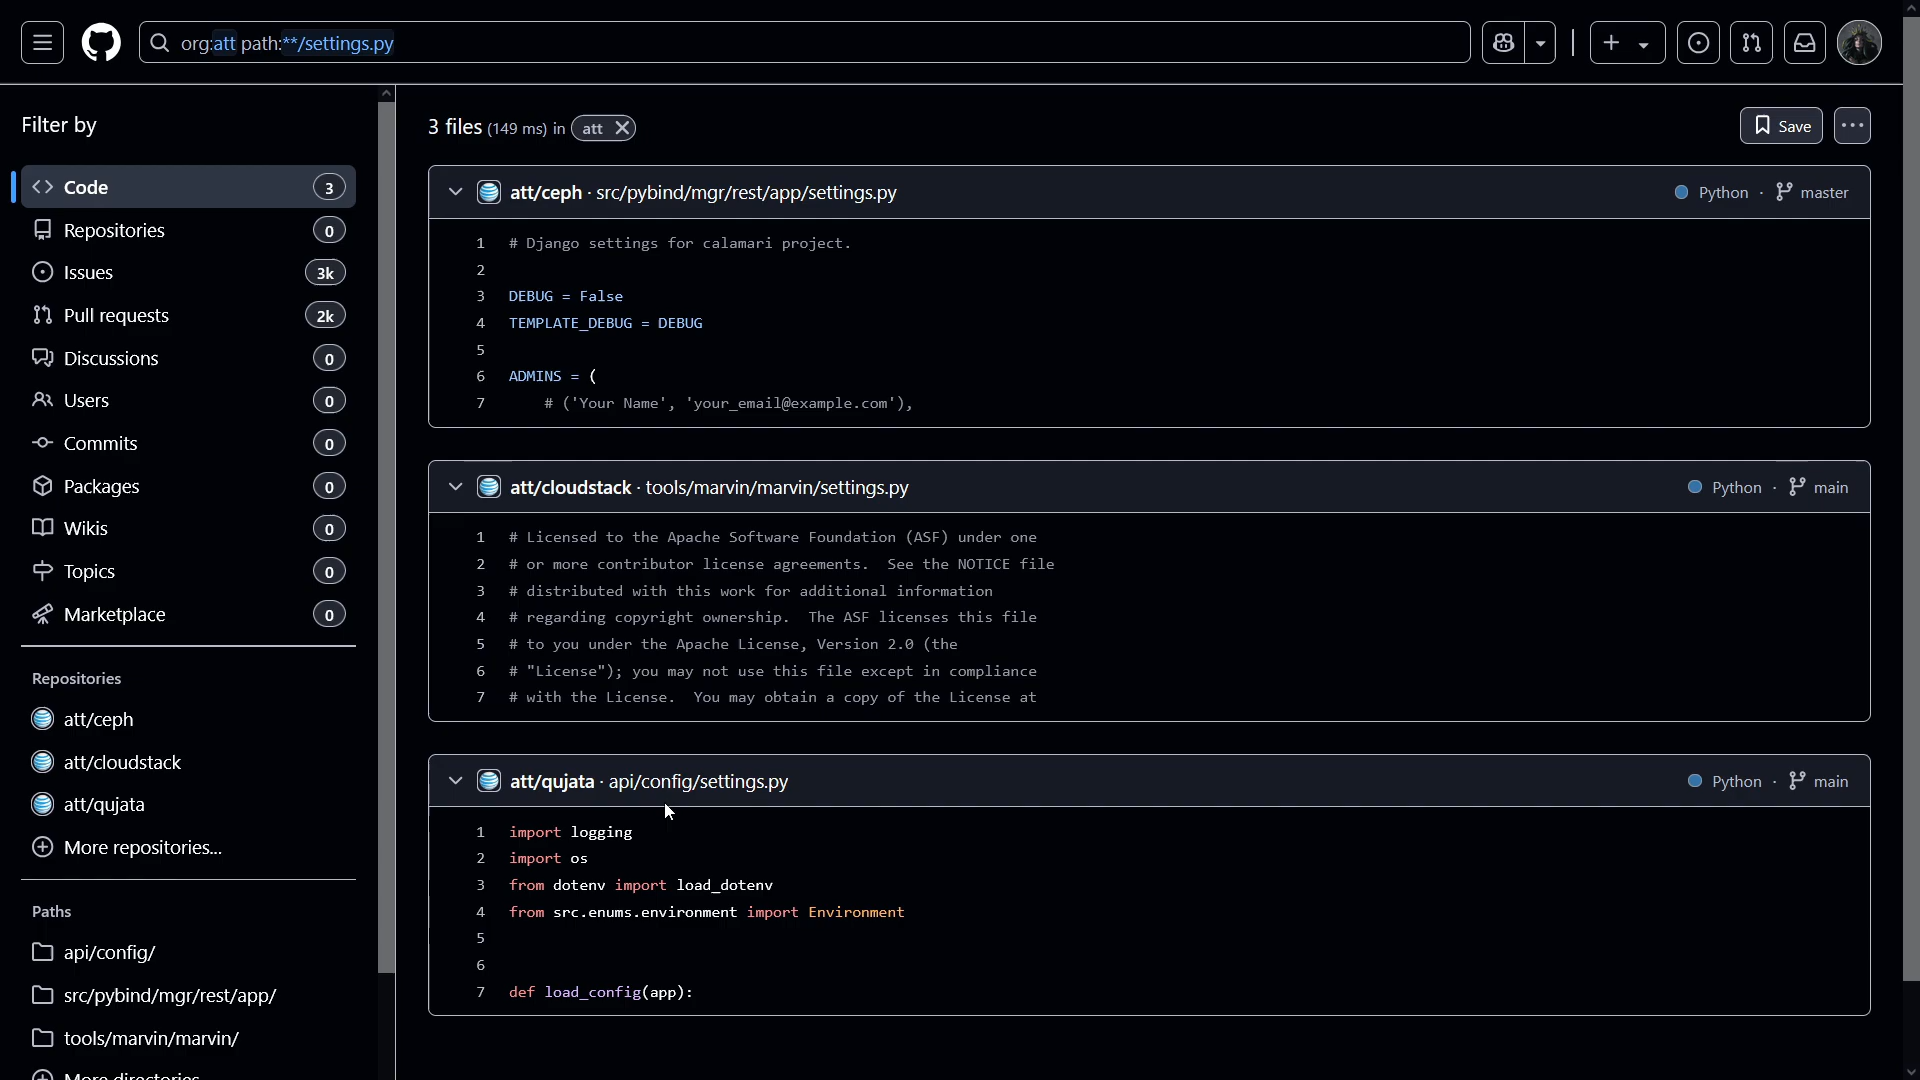 org:att path:**/settings.py
Filter by
Code 3
Repositories 0
Issues 3k
Pull requests 2k
Discussions 0
Users 0
Commits 0
Packages 0
Wikis 0
Topics 0
Marketplace 0
Repositories
att/ceph
att/cloudstack
att/qujata
More repositories...
Paths
api/config/
src/pybind/mgr/rest/app/
tools/marvin/marvin/
More directories
3 files (149 ms) in att
Save
att/ceph · src/pybind/mgr/rest/app/settings.py Python · master
1 # Django settings for calamari project.
2
3 DEBUG = False
4 TEMPLATE_DEBUG = DEBUG
5
6 ADMINS = (
7 # ('Your Name', 'your_email@example.com'),
att/cloudstack · tools/marvin/marvin/settings.py Python · main
1 # Licensed to the Apache Software Foundation (ASF) under one
2 # or more contributor license agreements.  See the NOTICE file
3 # distributed with this work for additional information
4 # regarding copyright ownership.  The ASF licenses this file
5 # to you under the Apache License, Version 2.0 (the
6 # "License"); you may not use this file except in compliance
7 # with the License.  You may obtain a copy of the License at
att/qujata · api/config/settings.py Python · main
1 import logging
2 import os
3 from dotenv import load_dotenv
4 from src.enums.environment import Environment
5
6
7 def load_config(app):